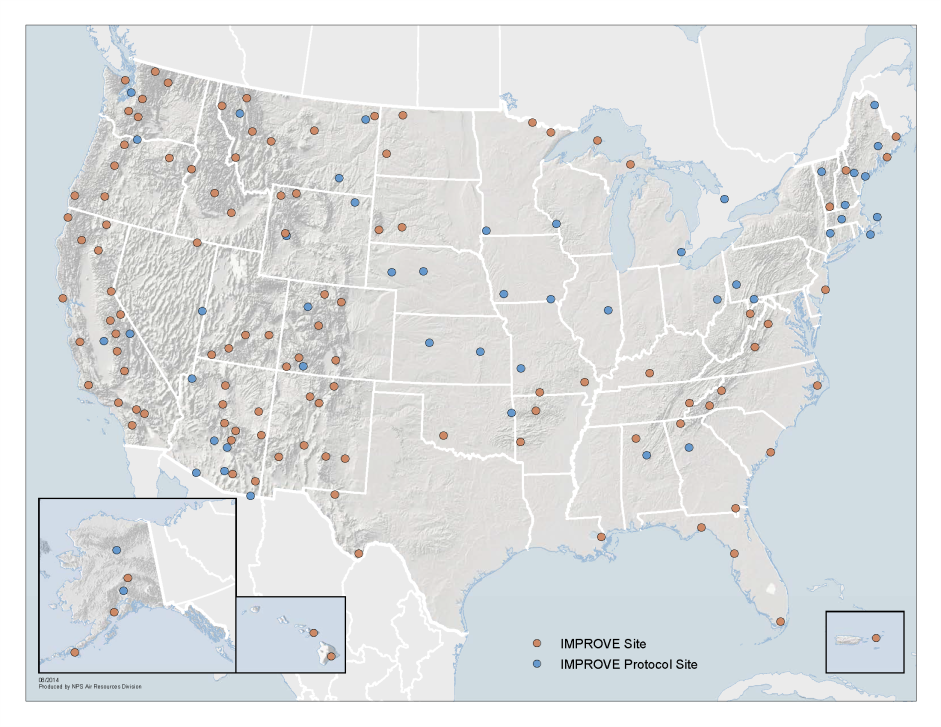 IMPROVE Site
IMPROVE Protocol Site
08/2014
Produced by NPS Air Resources Division